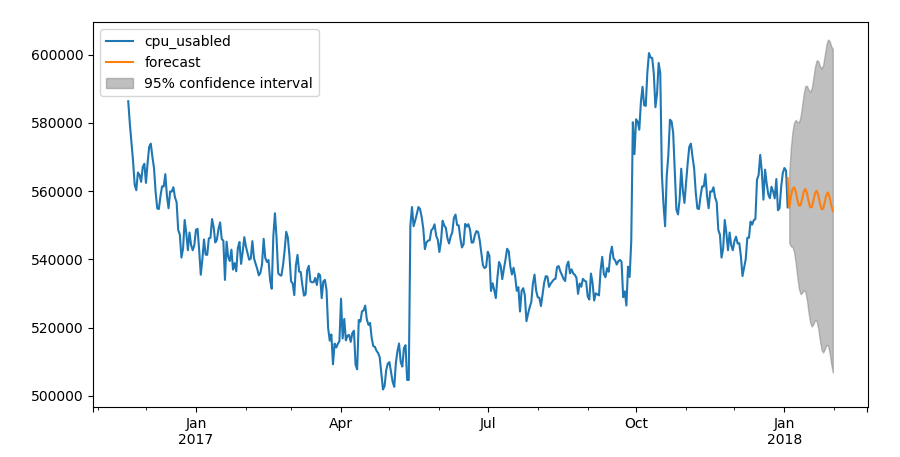 cpu_usabled
forecast
95% confidence interval
600000
580000
560000
540000
520000
500000
Jan
2017
Apr
Jul
Oct
Jan
2018